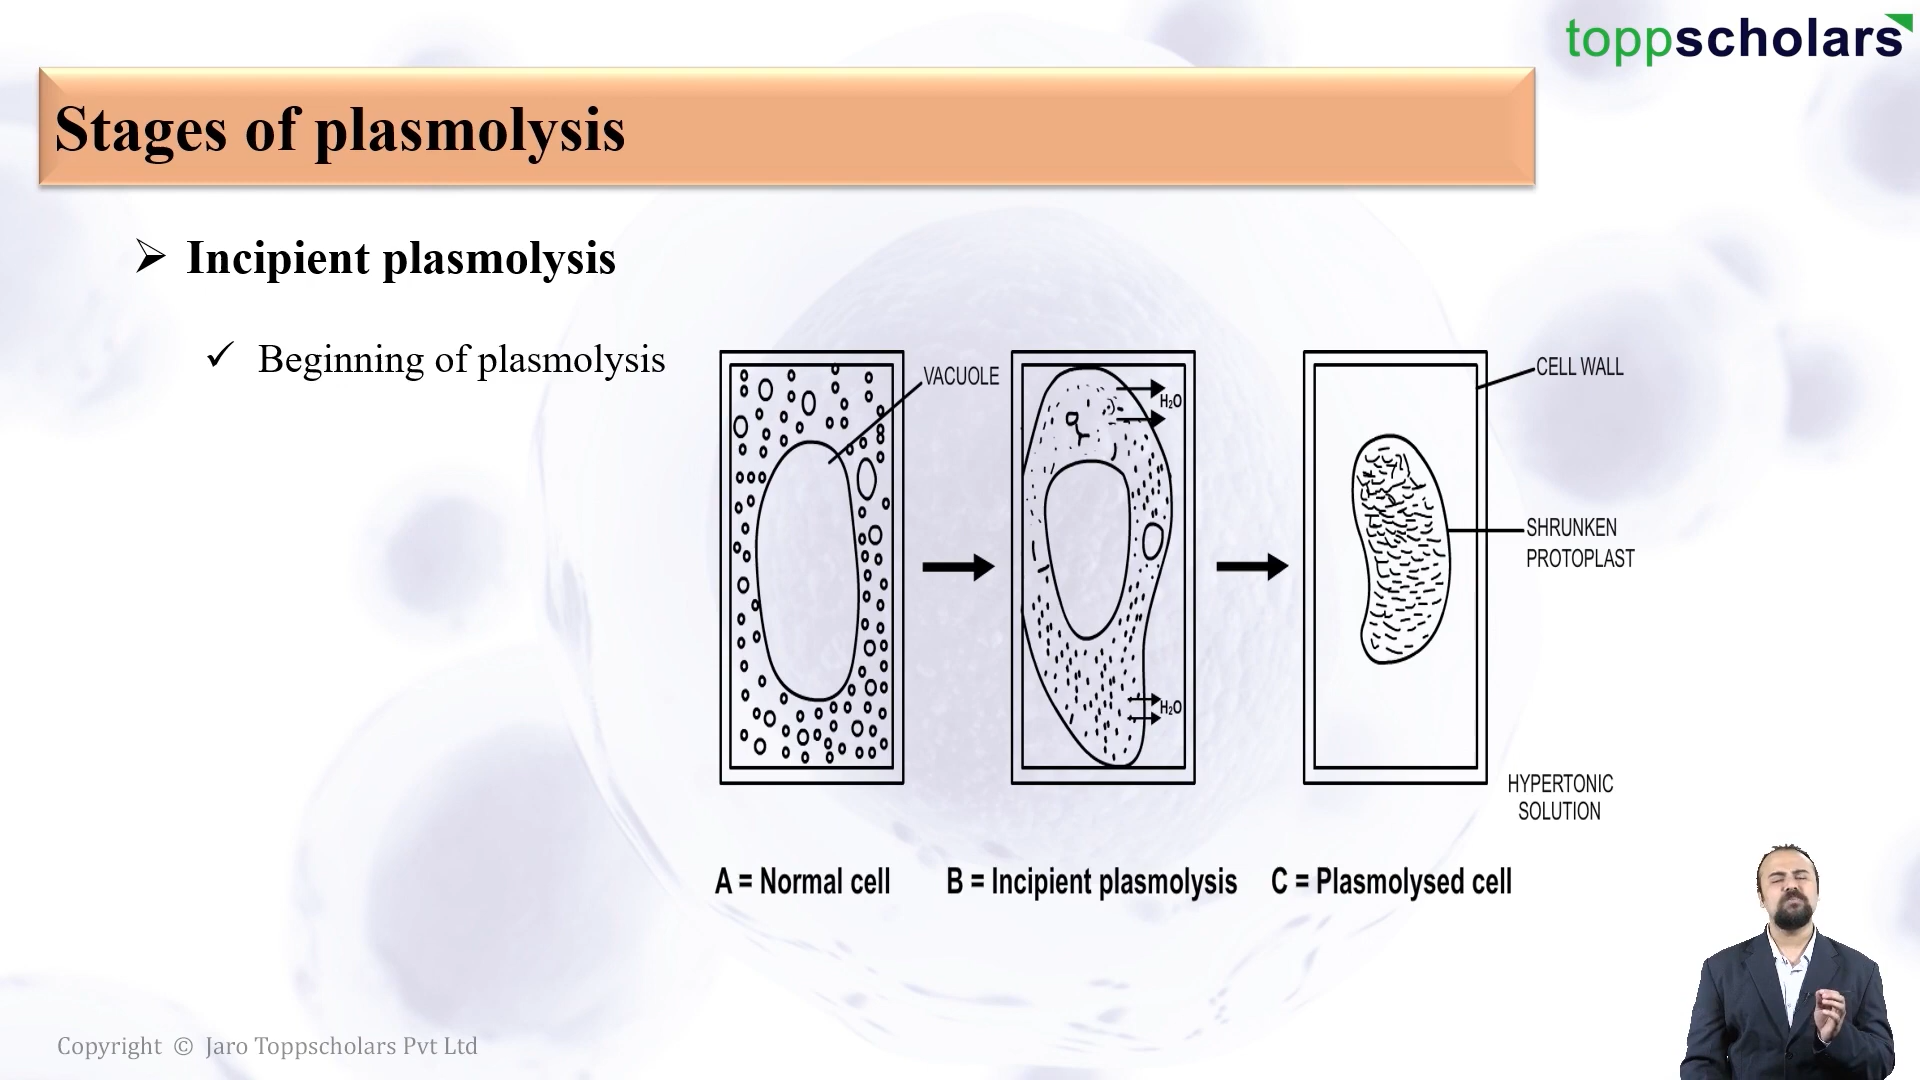 toppscholars
Stages of plasmolysis
Incipient plasmolysis
Beginning of plasmolysis
VACUOLE
H₂O
H₂O
CELL WALL
SHRUNKEN
PROTOPLAST
HYPERTONIC
SOLUTION
A = Normal cell
B = Incipient plasmolysis
C = Plasmolysed cell
Copyright © Jaro Toppscholars Pvt Ltd